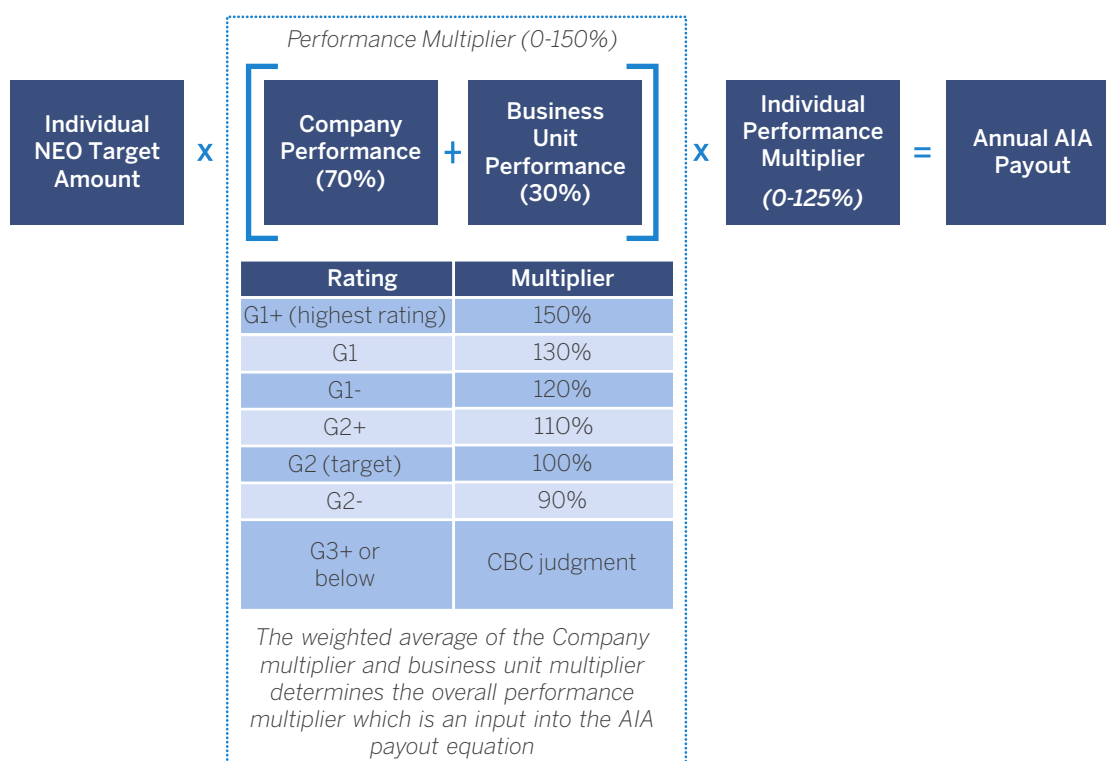 Performance Multiplier (0-150%)
Individual
NEO Target
Amount
x
Company
Performance
(70%)
+
Business
Unit
Performance
(30%)
x
Individual
Performance
Multiplier
(0-125%)
=
Annual AIA
Payout
Rating Multiplier
G1+ (highest rating) 150%
G1 130%
G1- 120%
G2+ 110%
G2 (target) 100%
G2- 90%
G3+ or
below
CBC judgment
The weighted average of the Company
multiplier and business unit multiplier
determines the overall performance
multiplier which is an input into the AIA
payout equation